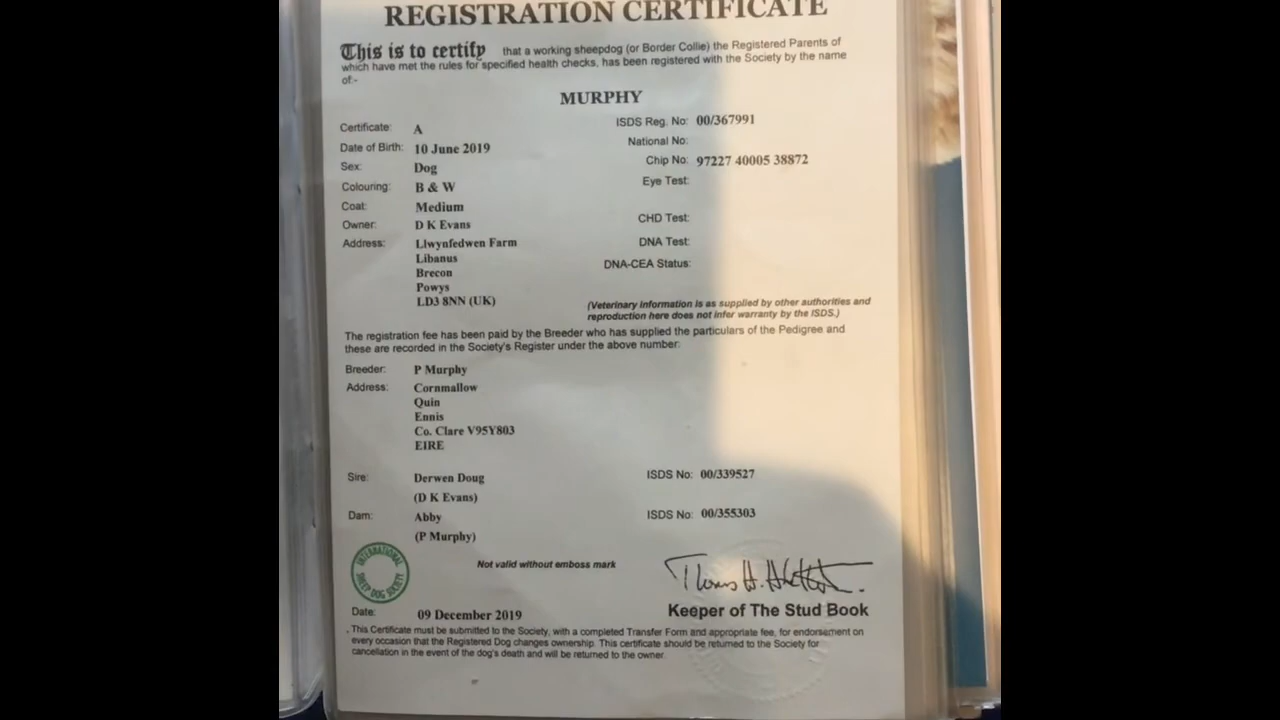 REGISTRATION CERTIFICATE
This is to certify that a working sheepdog (or Border Collie) the Registered Parents of
which have met the rules for specified health checks, has been registered with the Society by the name
of:-
MURPHY
Certificate: A
ISDS Reg. No: 00/367991
Date of Birth: 10 June 2019
National No:
Sex: Dog
Chip No: 97227 40005 38872
Colouring: B & W
Eye Test:
Coat: Medium
Owner: D K Evans
CHD Test:
Address: Llwynfedwen Farm
DNA Test:
Libanus
DNA-CEA Status:
Brecon
Powys
LD3 8NN (UK)
(Veterinary information is as supplied by other authorities and
reproduction here does not infer warranty by the ISDS.)
The registration fee has been paid by the Breeder who has supplied the particulars of the Pedigree and
these are recorded in the Society's Register under the above number:
Breeder: P Murphy
Address: Cornmallow
Quin
Ennis
Co. Clare V95Y803
EIRE
Sire: Derwen Doug
ISDS No: 00/339527
(D K Evans)
Dam: Abby
ISDS No: 00/355303
(P Murphy)
INTERNATIONAL
SHEEP DOG SOCIETY
Not valid without emboss mark
Keeper of The Stud Book
Date: 09 December 2019
This Certificate must be submitted to the Society, with a completed Transfer Form and appropriate fee, for endorsement on
every occasion that the Registered Dog changes ownership. This certificate should be returned to the Society for
cancellation in the event of the dog's death and will be returned to the owner.